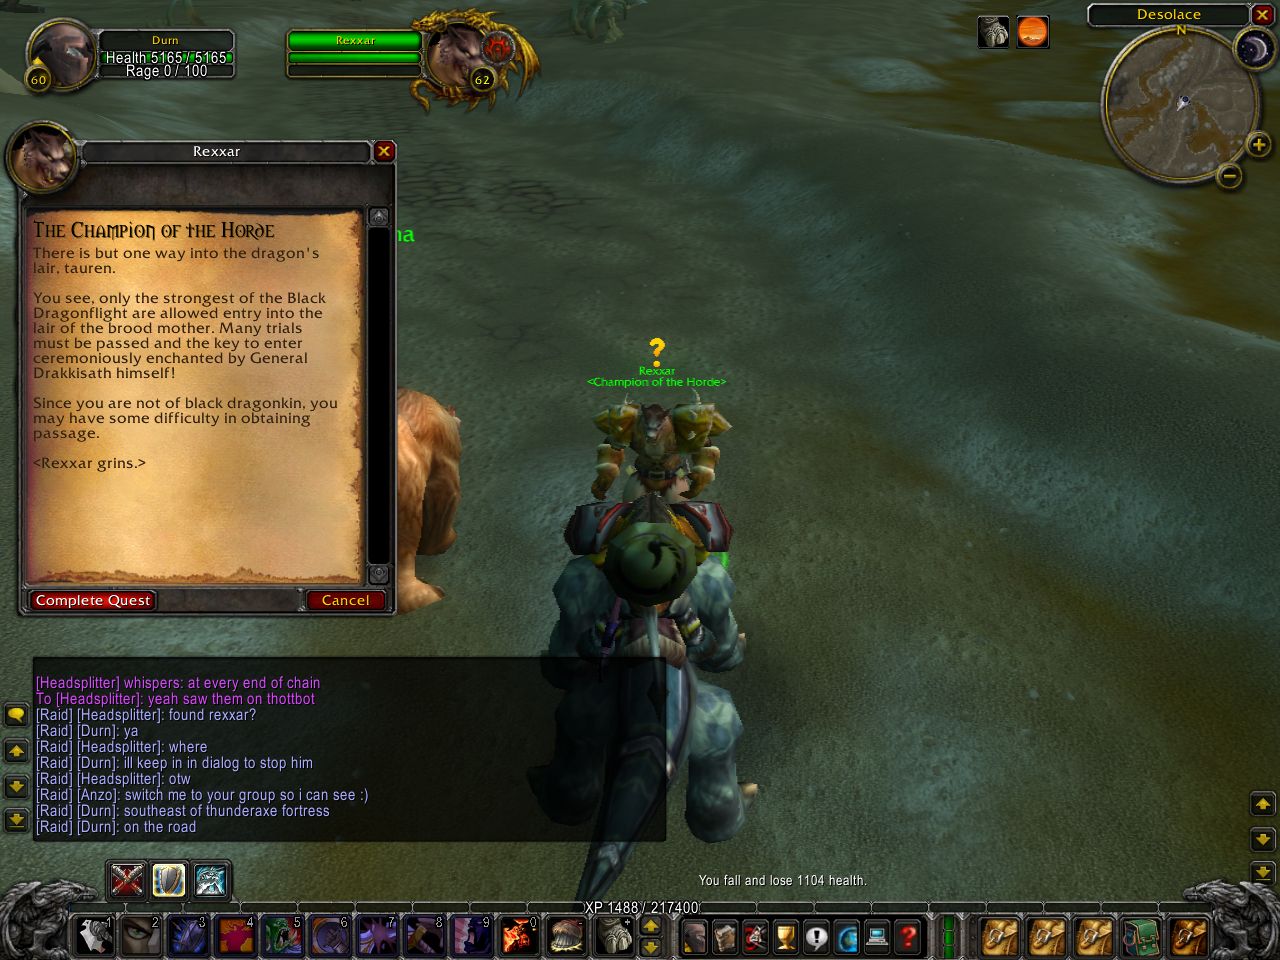 Durn
Health 5165 / 5165
Rage 0 / 100
60
Rexxar
62
Desolace
N
Rexxar
The Champion of the Horde
There is but one way into the dragon's
lair, tauren.
You see, only the strongest of the Black
Dragonflight are allowed entry into the
lair of the brood mother. Many trials
must be passed and the key to enter
ceremoniously enchanted by General
Drakkisath himself!
Since you are not of black dragonkin, you
may have some difficulty in obtaining
passage.
<Rexxar grins.>
Complete Quest
Cancel
na
?
Rexxar
<Champion of the Horde>
[Headsplitter] whispers: at every end of chain
To [Headsplitter]: yeah saw them on thottbot
[Raid] [Headsplitter]: found rexxar?
[Raid] [Durn]: ya
[Raid] [Headsplitter]: where
[Raid] [Durn]: ill keep in in dialog to stop him
[Raid] [Headsplitter]: otw
[Raid] [Anzo]: switch me to your group so i can see :)
[Raid] [Durn]: southeast of thunderaxe fortress
[Raid] [Durn]: on the road
You fall and lose 1104 health.
XP 1488 / 217400
1 2 3 4 5 6 7 8 9 0 - +